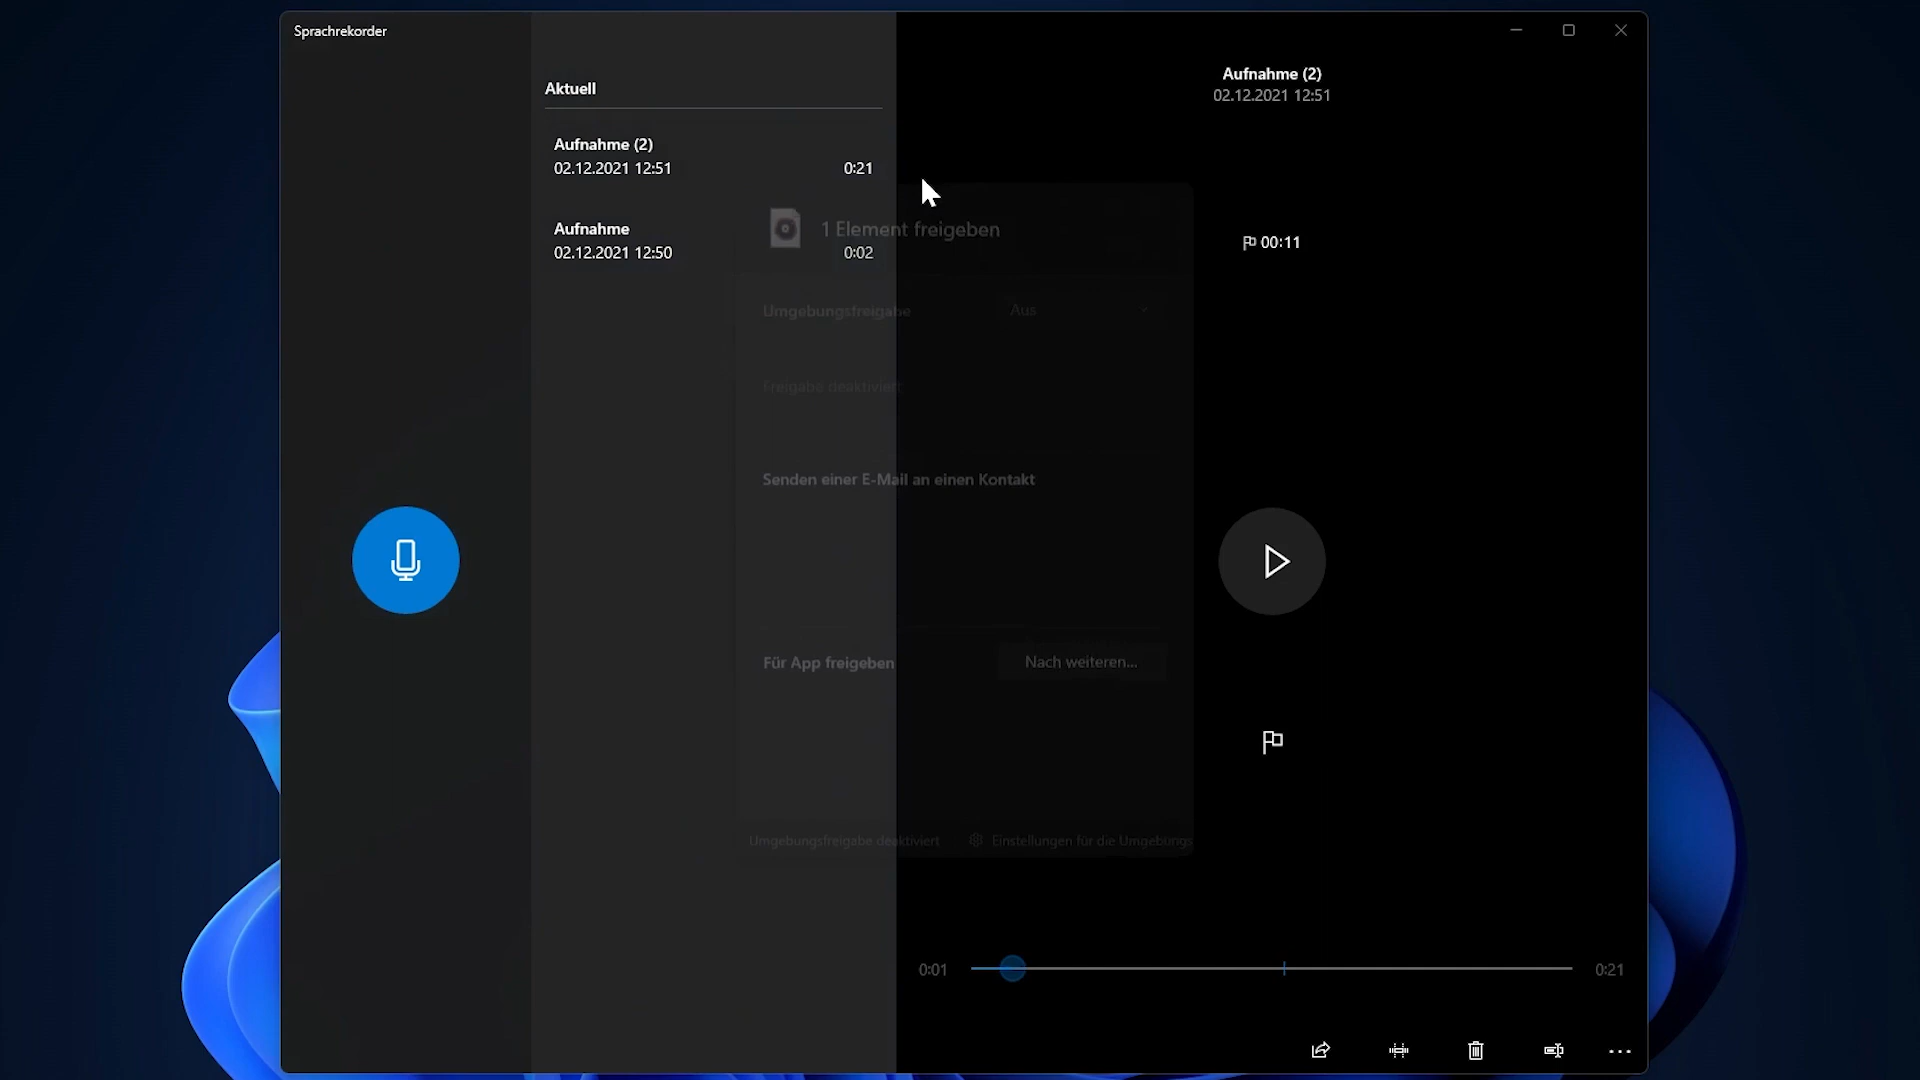 Sprachrekorder
Aktuell
Aufnahme (2)
02.12.2021 12:51
0:21
Aufnahme
02.12.2021 12:50
0:02
1 Element freigeben
Umgebungsfreigabe
Aus
Freigabe deaktiviert
Senden einer E-Mail an einen Kontakt
Für App freigeben
Nach weiteren...
Umgebungsfreigabe deaktiviert
Einstellungen für die Umgebungs
Aufnahme (2)
02.12.2021 12:51
00:11
0:01
0:21